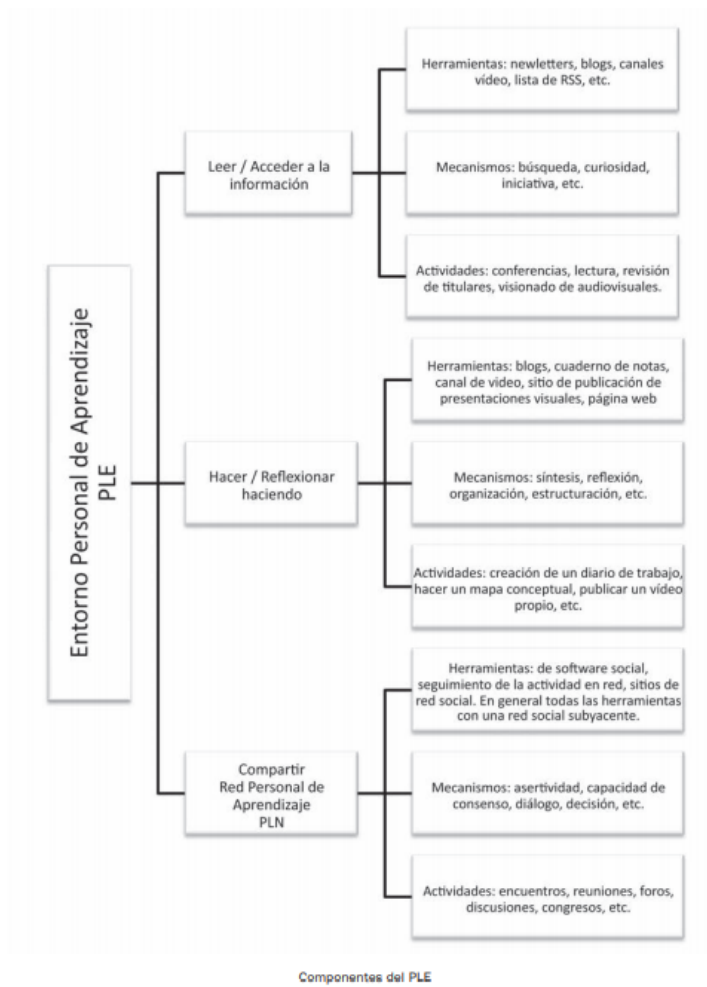 Entorno Personal de Aprendizaje
PLE
Leer / Acceder a la
información
Herramientas: newletters, blogs, canales
vídeo, lista de RSS, etc.
Mecanismos: búsqueda, curiosidad,
iniciativa, etc.
Actividades: conferencias, lectura, revisión
de titulares, visionado de audiovisuales.
Hacer / Reflexionar
haciendo
Herramientas: blogs, cuaderno de notas,
canal de video, sitio de publicación de
presentaciones visuales, página web
Mecanismos: síntesis, reflexión,
organización, estructuración, etc.
Actividades: creación de un diario de trabajo,
hacer un mapa conceptual, publicar un vídeo
propio, etc.
Compartir
Red Personal de
Aprendizaje
PLN
Herramientas: de software social,
seguimiento de la actividad en red, sitios de
red social. En general todas las herramientas
con una red social subyacente.
Mecanismos: asertividad, capacidad de
consenso, diálogo, decisión, etc.
Actividades: encuentros, reuniones, foros,
discusiones, congresos, etc.
Componentes del PLE